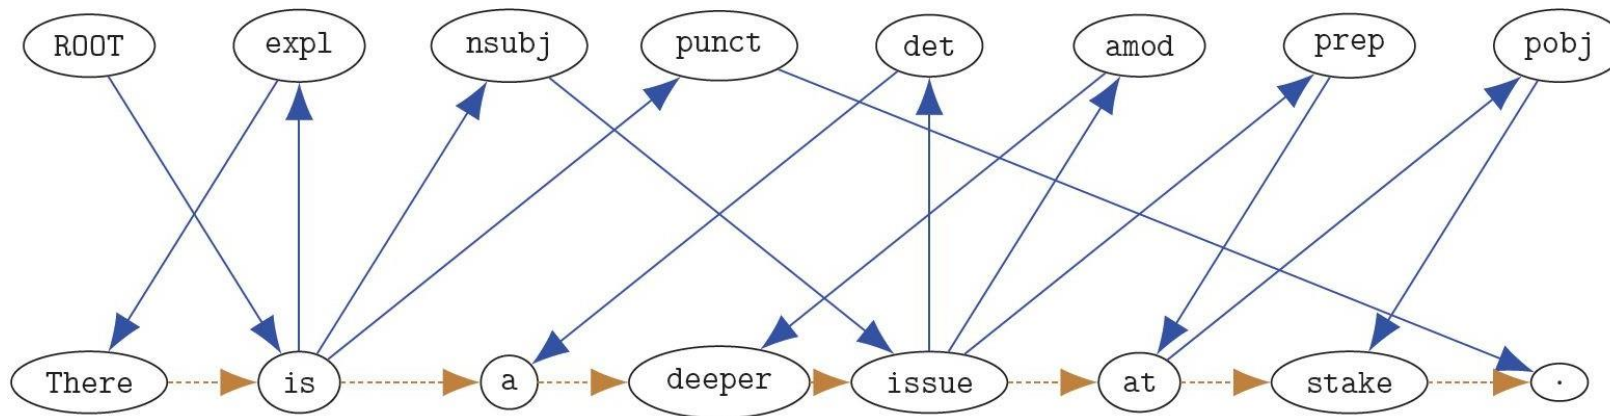 ROOT expl nsubj punct det amod prep pobj
There is a deeper issue at stake .